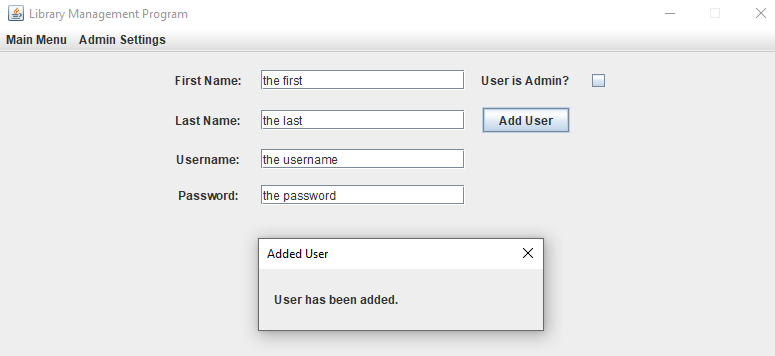 Library Management Program
Main Menu Admin Settings
First Name: the first User is Admin?
Last Name: the last Add User
Username: the username
Password: the password
Added User
User has been added.